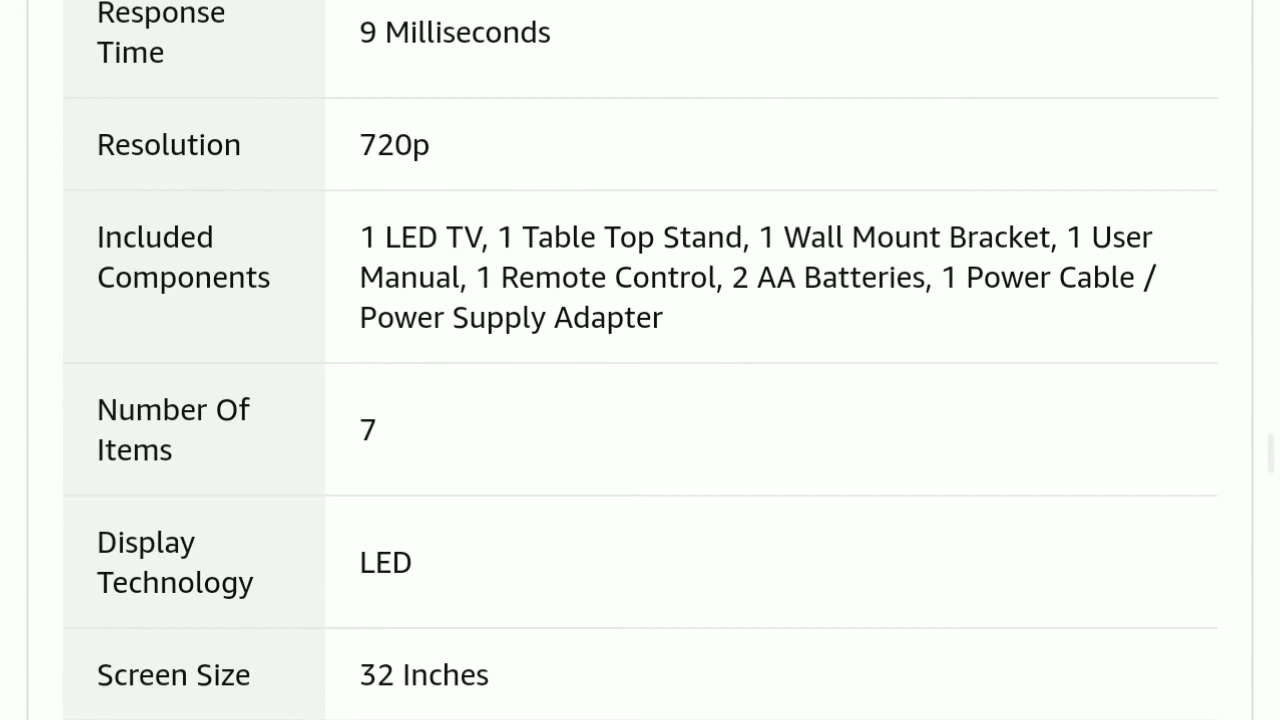 Response
Time
9 Milliseconds
Resolution
720p
Included
Components
1 LED TV, 1 Table Top Stand, 1 Wall Mount Bracket, 1 User
Manual, 1 Remote Control, 2 AA Batteries, 1 Power Cable /
Power Supply Adapter
Number Of
Items
7
Display
Technology
LED
Screen Size
32 Inches